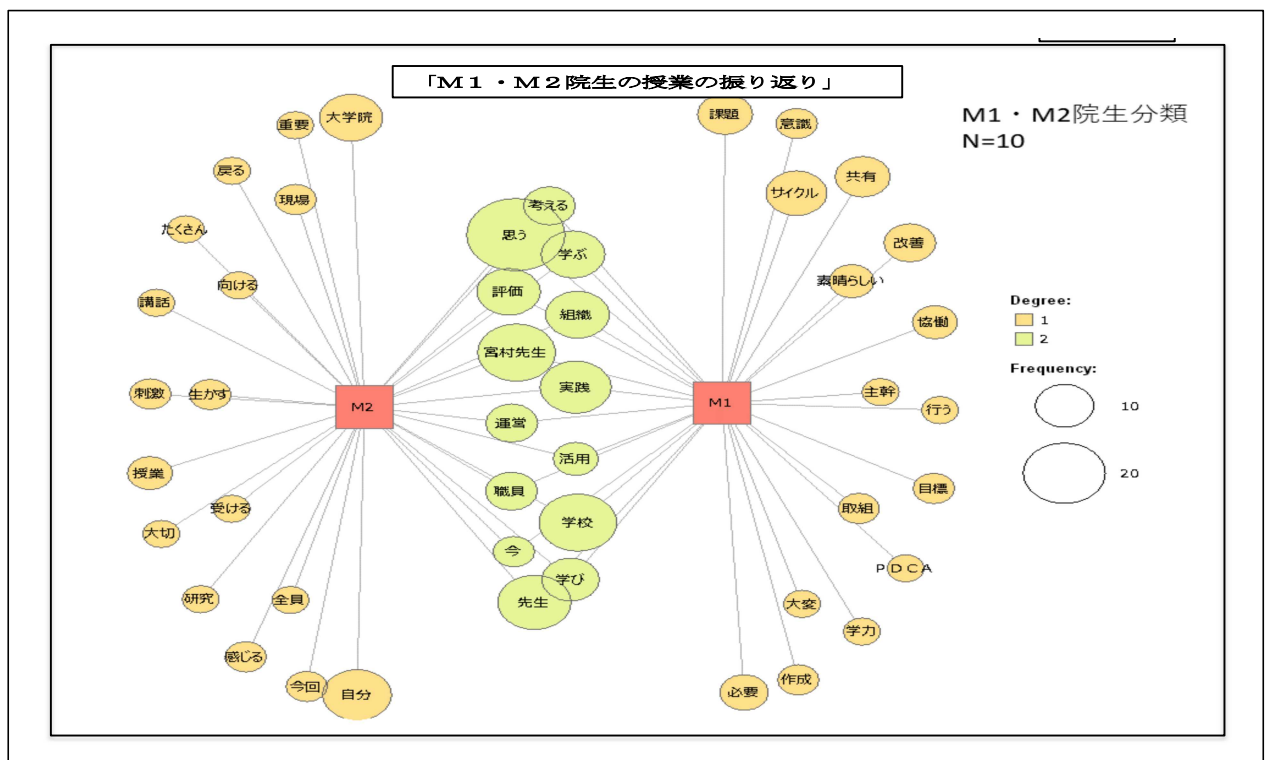 「M1・M2院生の授業の振り返り」
M1・M2院生分類
N=10
大学院
重要
戻る
現場
たくさん
向ける
講話
刺激
生かす
授業
受ける
大切
研究
全員
感じる
今回
自分
M2
考える
思う
学ぶ
評価
組織
宮村先生
実践
運営
活用
職員
学校
今
学び
先生
M1
課題
意識
サイクル
共有
改善
素晴らしい
協働
主幹
行う
目標
取組
PDCA
大変
学力
作成
必要
Degree:
1
2
Frequency:
10
20